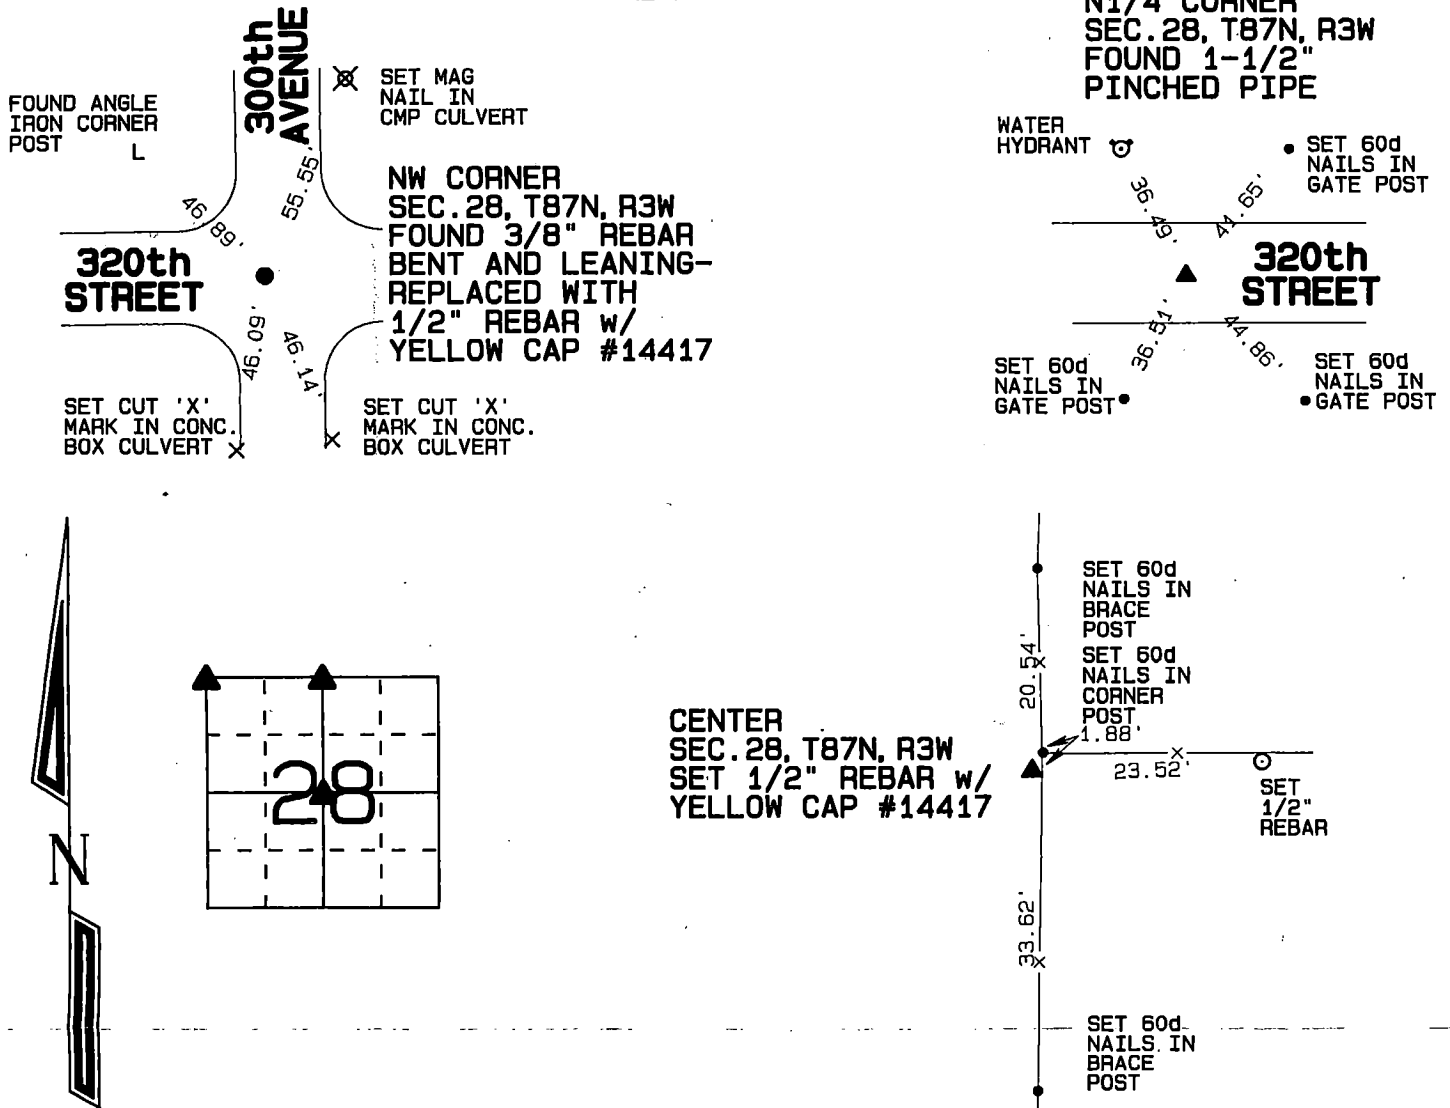 300th
AVENUE
SET MAG
NAIL IN
CMP CULVERT
FOUND ANGLE
IRON CORNER
POST
L
46.89'
55.55'
NW CORNER
SEC.28, T87N, R3W
FOUND 3/8" REBAR
BENT AND LEANING-
REPLACED WITH
1/2" REBAR w/
YELLOW CAP #14417
320th
STREET
46.09'
46.14'
SET CUT 'X'
MARK IN CONC.
BOX CULVERT
SET CUT 'X'
MARK IN CONC.
BOX CULVERT
N1/4 CORNER
SEC.28, T87N, R3W
FOUND 1-1/2"
PINCHED PIPE
WATER
HYDRANT
SET 60d
NAILS IN
GATE POST
36.49'
41.65'
320th
STREET
36.51'
44.86'
SET 60d
NAILS IN
GATE POST
SET 60d
NAILS IN
GATE POST
N
28
SET 60d
NAILS IN
BRACE
POST
20.54'
SET 60d
NAILS IN
CORNER
POST
1.88'
CENTER
SEC.28, T87N, R3W
SET 1/2" REBAR w/
YELLOW CAP #14417
23.52'
SET
1/2"
REBAR
33.62'
SET 60d
NAILS IN
BRACE
POST